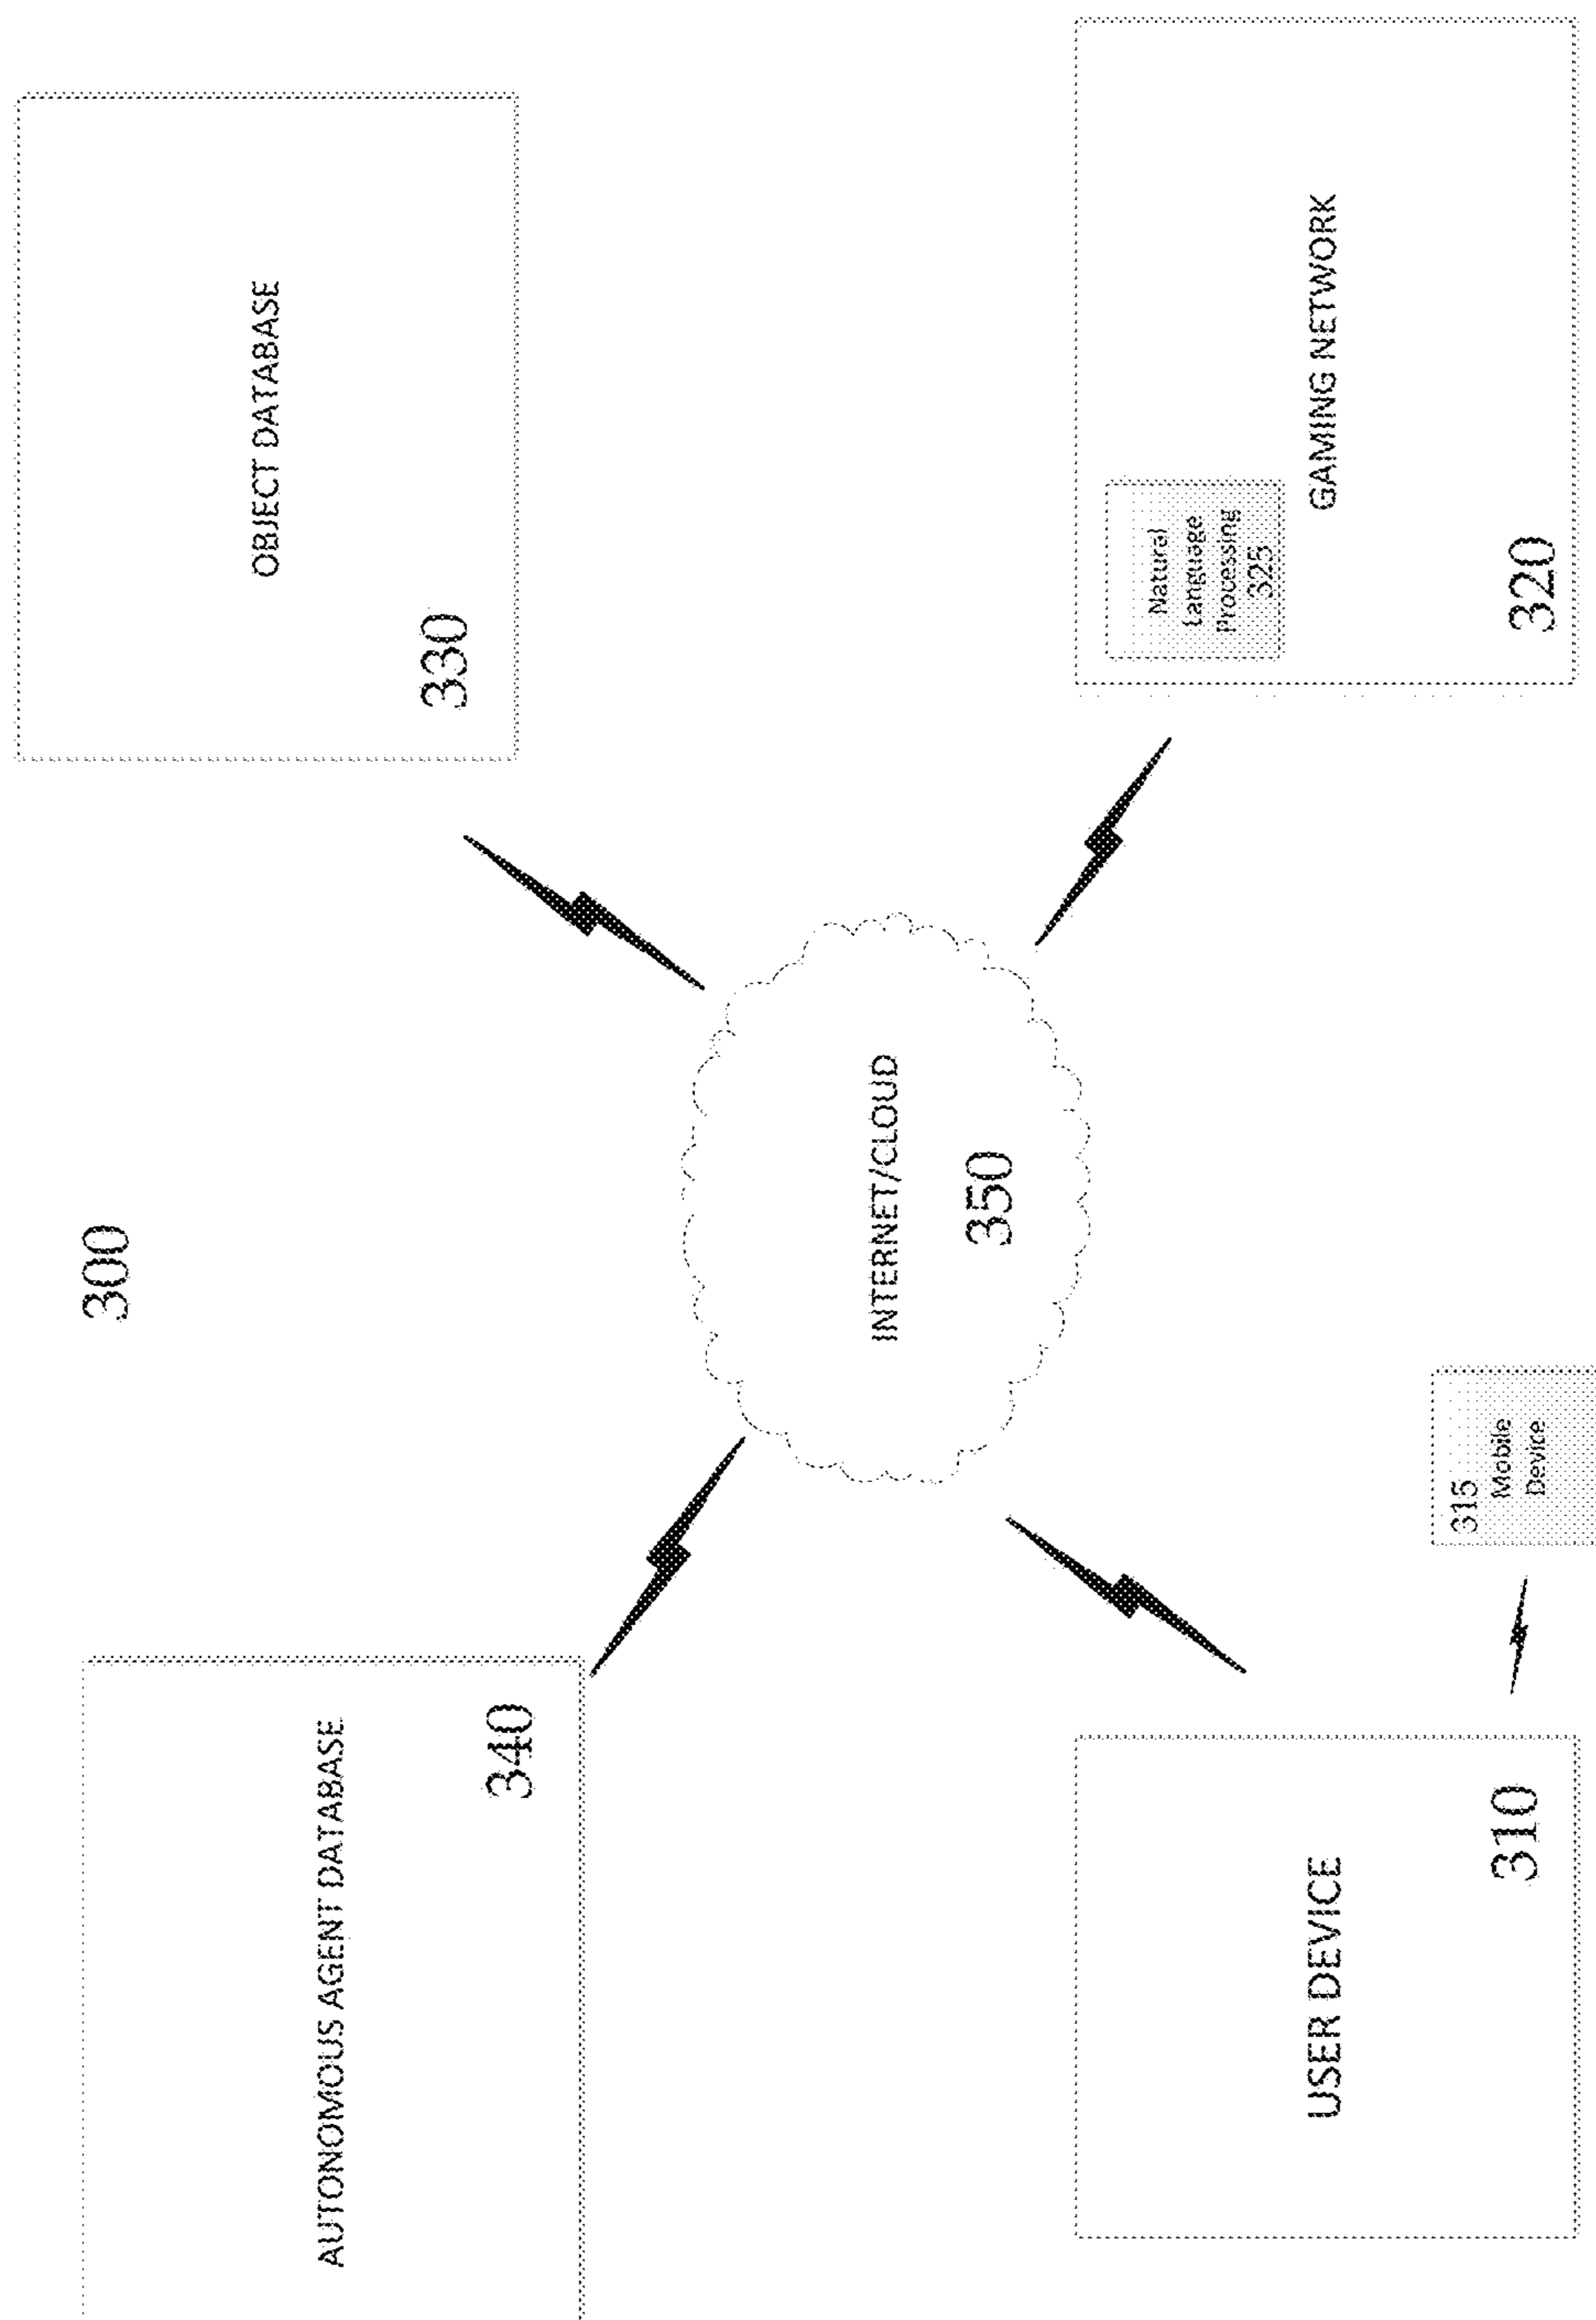 300
AUTONOMOUS AGENT DATABASE
340
OBJECT DATABASE
330
INTERNET/CLOUD
350
USER DEVICE
310
315
Mobile
Device
Natural
Language
Processing
325
GAMING NETWORK
320